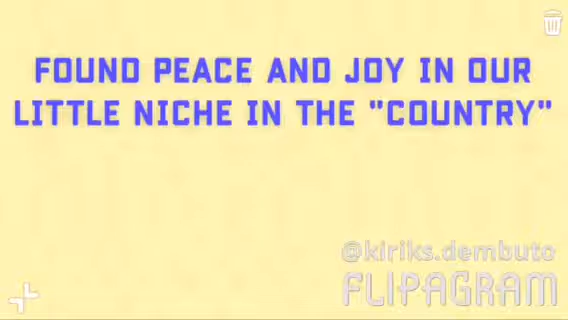 FOUND PEACE AND JOY IN OUR
LITTLE NICHE IN THE "COUNTRY"
@kiriks.dembuto
FLIPAGRAM